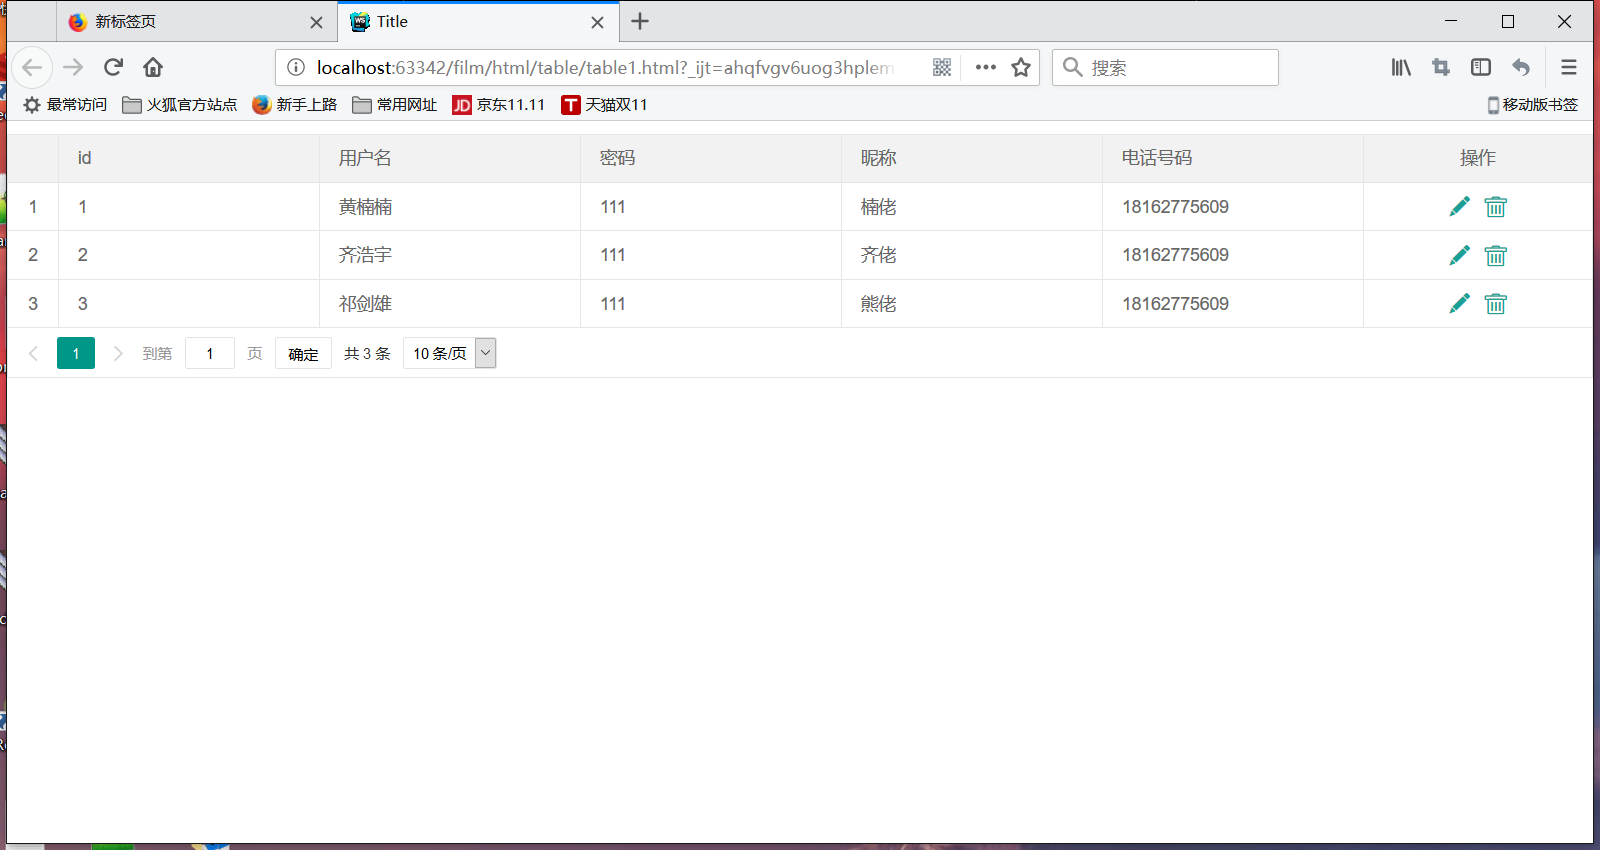 新标签页
Title
localhost:63342/film/html/table/table1.html?_ijt=ahqfvgv6uog3hplem
搜索
最常访问 火狐官方站点 新手上路 常用网址 JD 京东11.11 T 天猫双11 移动版书签
id 用户名 密码 昵称 电话号码 操作
1 1 黄楠楠 111 楠佬 18162775609
2 2 齐浩宇 111 齐佬 18162775609
3 3 祁剑雄 111 熊佬 18162775609
1 到第 1 页 确定 共 3 条 10 条/页